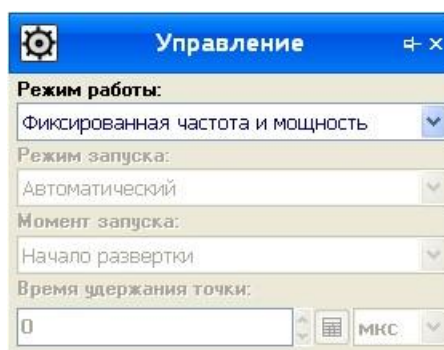 Управление
Режим работы:
Фиксированная частота и мощность
Режим запуска:
Автоматический
Момент запуска:
Начало развертки
Время удержания точки:
0 мкс